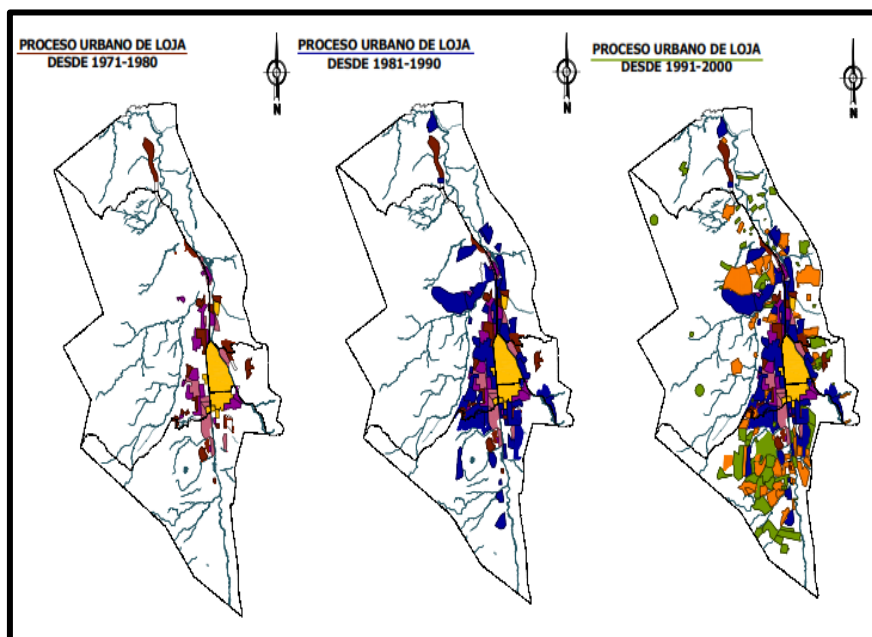 PROCESO URBANO DE LOJA
DESDE 1971-1980
N
PROCESO URBANO DE LOJA
DESDE 1981-1990
N
PROCESO URBANO DE LOJA
DESDE 1991-2000
N